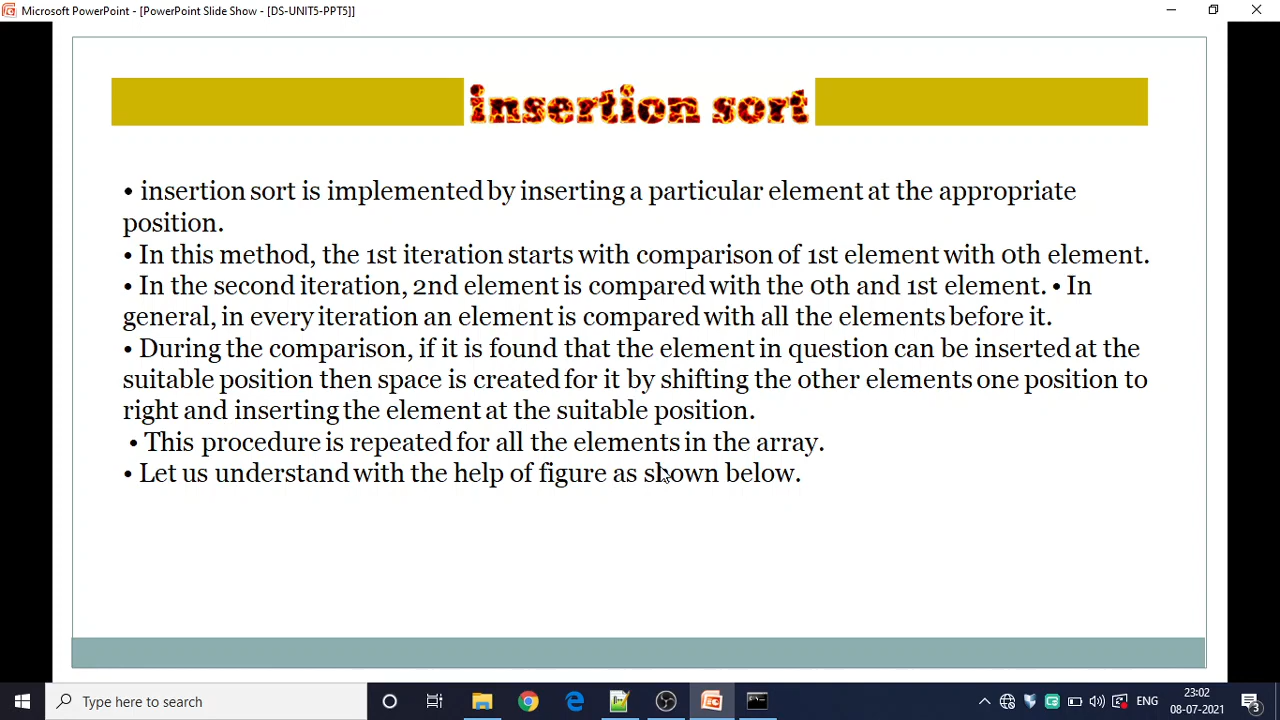 Microsoft PowerPoint - [PowerPoint Slide Show - [DS-UNIT5-PPT5]]
insertion sort
• insertion sort is implemented by inserting a particular element at the appropriate
position.
• In this method, the 1st iteration starts with comparison of 1st element with 0th element.
• In the second iteration, 2nd element is compared with the 0th and 1st element. • In
general, in every iteration an element is compared with all the elements before it.
• During the comparison, if it is found that the element in question can be inserted at the
suitable position then space is created for it by shifting the other elements one position to
right and inserting the element at the suitable position.
• This procedure is repeated for all the elements in the array.
• Let us understand with the help of figure as shown below.
Type here to search
ENG
23:02
08-07-2021
3